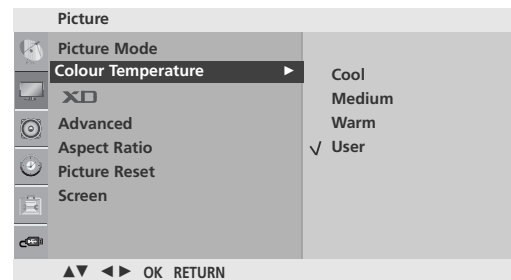 Picture
Picture Mode
Colour Temperature ►
XD
Advanced
Aspect Ratio
Picture Reset
Screen
Cool
Medium
Warm
√ User
▲▼ ◄► OK RETURN